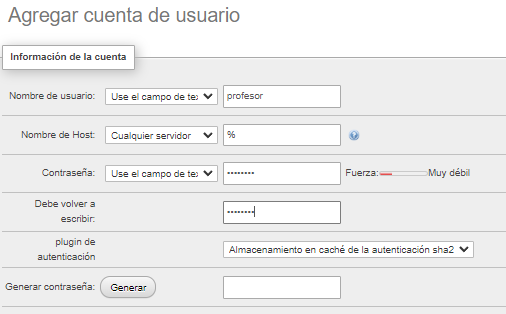 Agregar cuenta de usuario
Información de la cuenta
Nombre de usuario: Use el campo de tex profesor
Nombre de Host: Cualquier servidor %
Contraseña: Use el campo de tex •••••••• Fuerza: Muy débil
Debe volver a
escribir: ••••••••
plugin de
autenticación
Almacenamiento en caché de la autenticación sha2
Generar contraseña: Generar